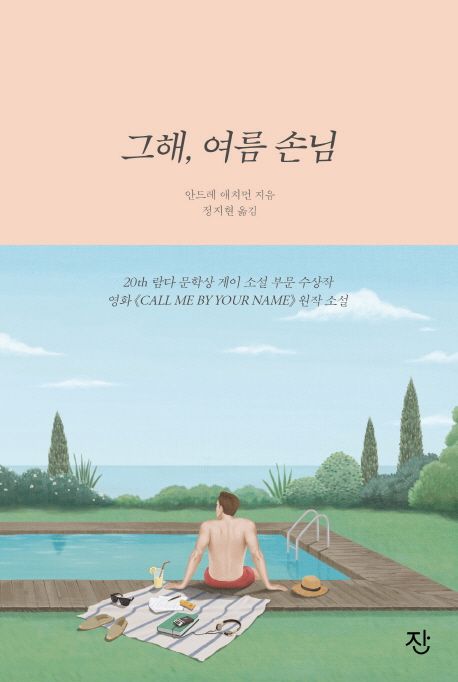 그해, 여름 손님
안드레 애치먼 지음
정지현 옮김
20th 람다 문학상 게이 소설 부문 수상작
영화 《CALL ME BY YOUR NAME》 원작 소설
잔